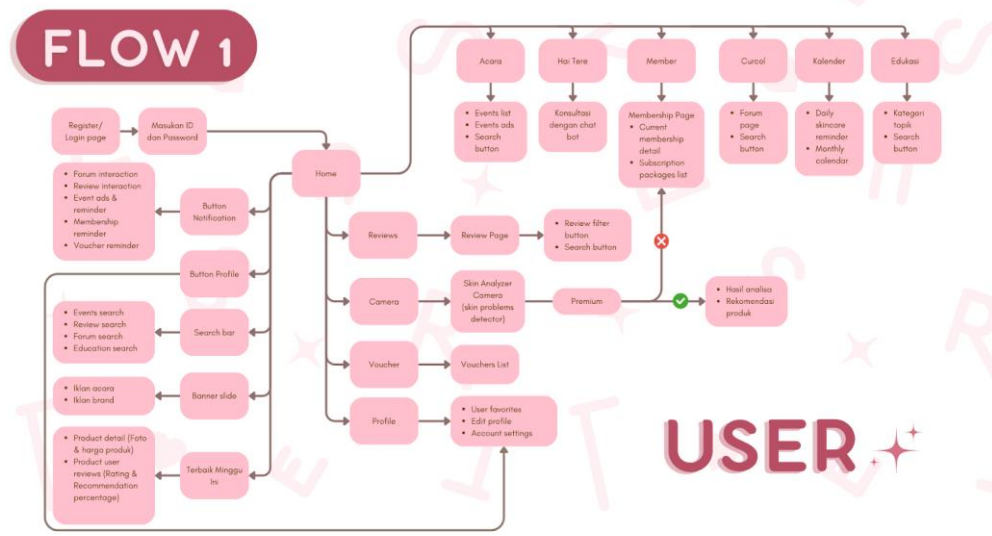 FLOW 1
Acara
Hai Tere
Member
Curcol
Kalender
Edukasi
• Events list
• Events ads
• Search
button
Konsultasi
dengan chat
bot
Membership Page
• Current
membership
detail
• Subscription
packages list
• Forum
page
• Search
button
• Daily
skincare
reminder
• Monthly
calendar
• Kategori
topik
• Search
button
Register/
Login page
Masukan ID
dan Password
Home
• Forum interaction
• Review interaction
• Event ads &
reminder
• Membership
reminder
• Voucher reminder
Button
Notification
Button Profile
• Events search
• Review search
• Forum search
• Education search
Search bar
• Iklan acara
• Iklan brand
Banner slide
• Product detail (Foto
& harga produk)
• Product user
reviews (Rating &
Recommendation
percentage)
Terbaik Minggu
Ini
Reviews
Review Page
• Review filter
button
• Search button
Camera
Skin Analyzer
Camera
(skin problems
detector)
Premium
• Hasil analisa
• Rekomendasi
produk
Voucher
Vouchers List
Profile
• User favorites
• Edit profile
• Account settings
USER